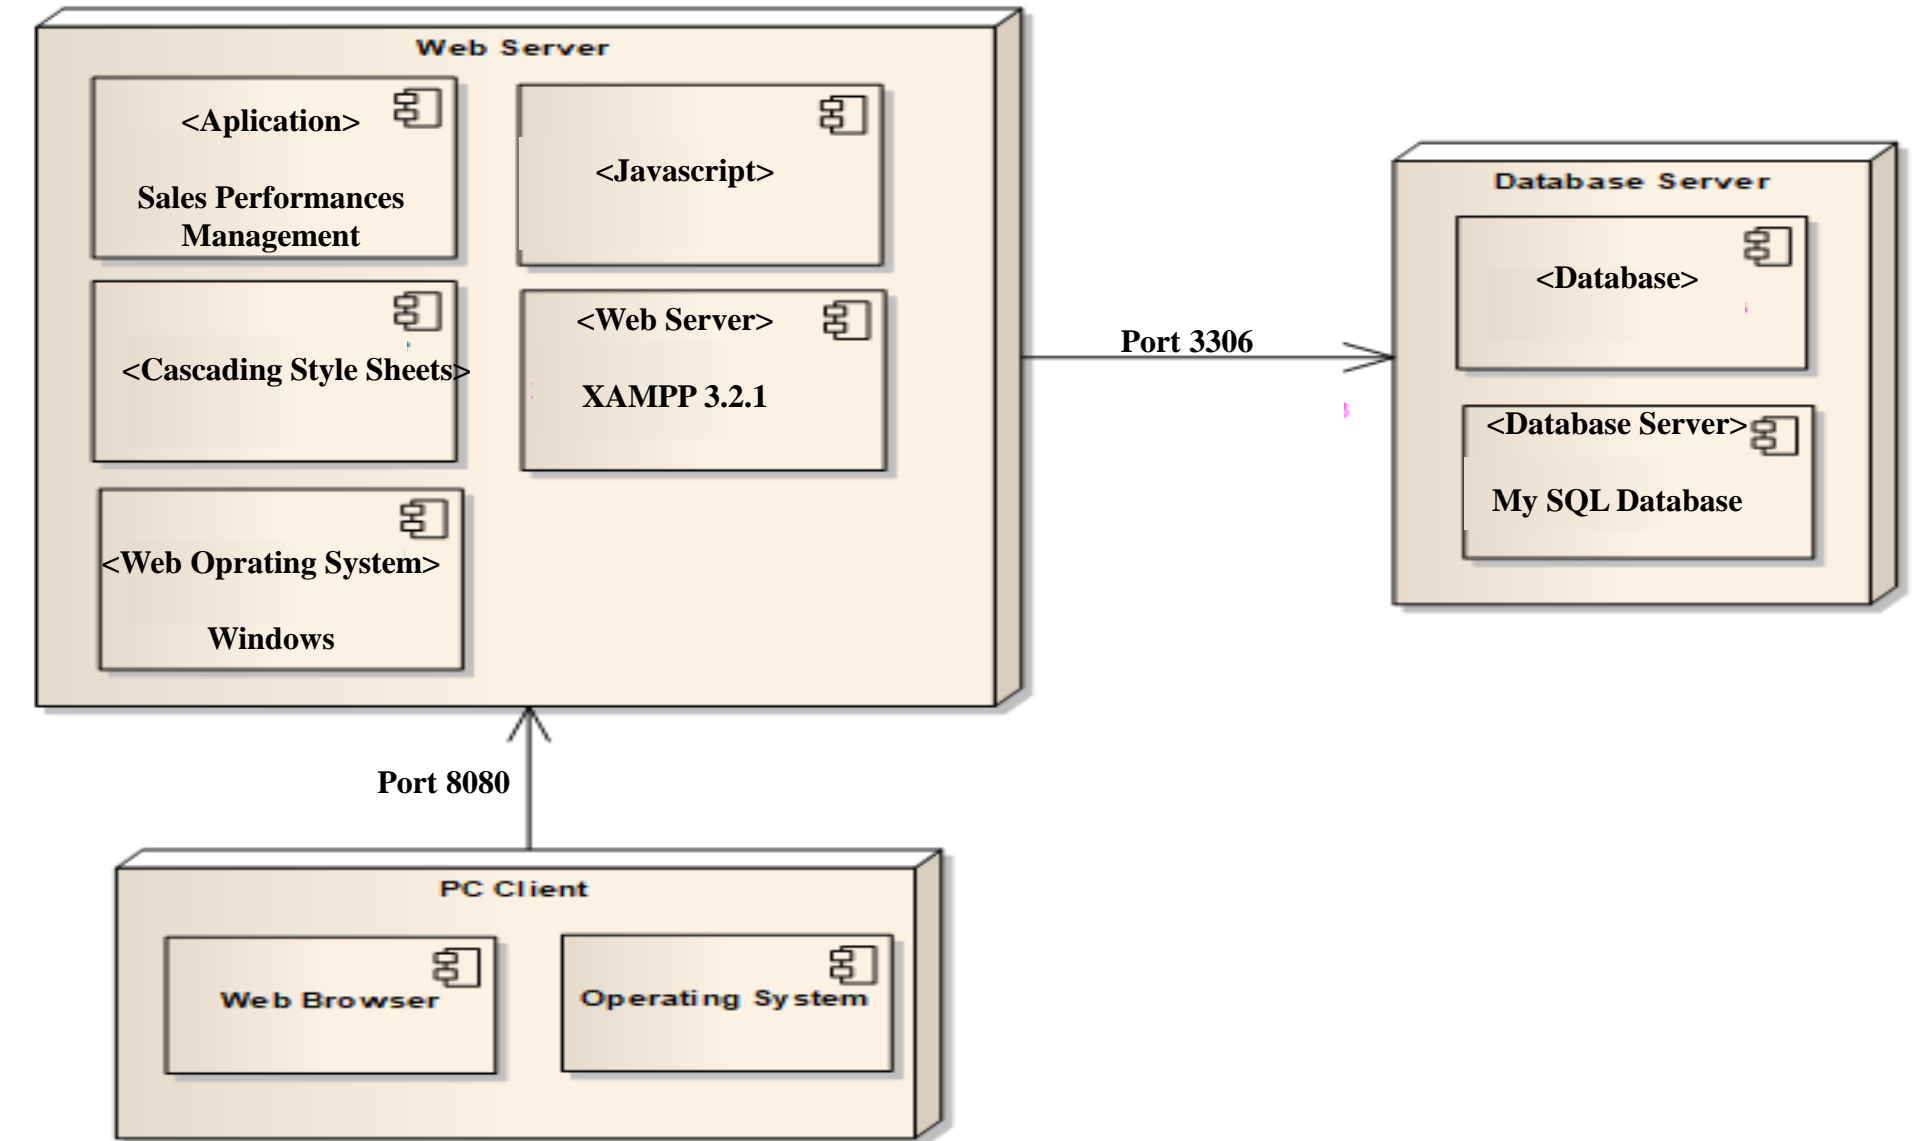 Web Server
<Aplication>
Sales Performances
Management
<Javascript>
<Cascading Style Sheets>
<Web Server>
XAMPP 3.2.1
<Web Oprating System>
Windows
Port 3306
Database Server
<Database>
<Database Server>
My SQL Database
Port 8080
PC Client
Web Browser
Operating System